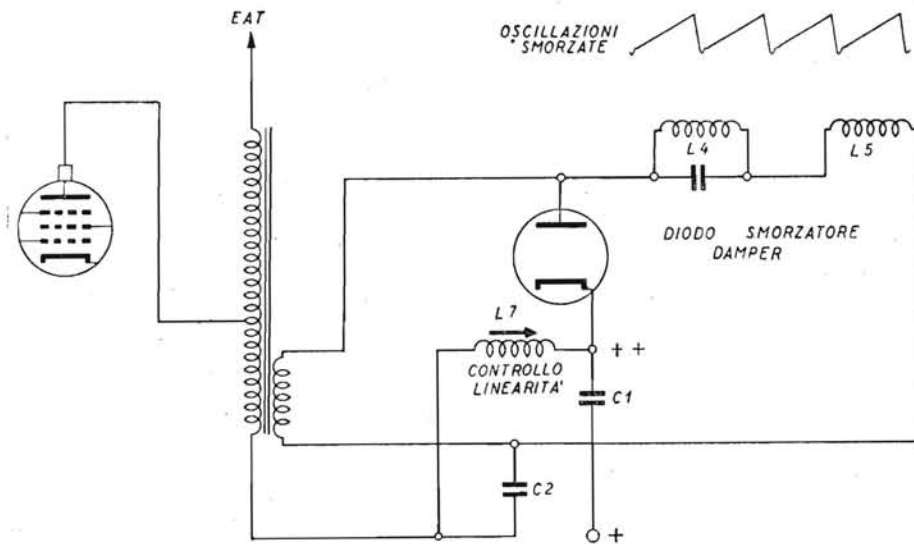 EAT
OSCILLAZIONI
SMORZATE
L4
L5
DIODO SMORZATORE
DAMPER
L7
++
CONTROLLO
LINEARITA'
C1
C2
+